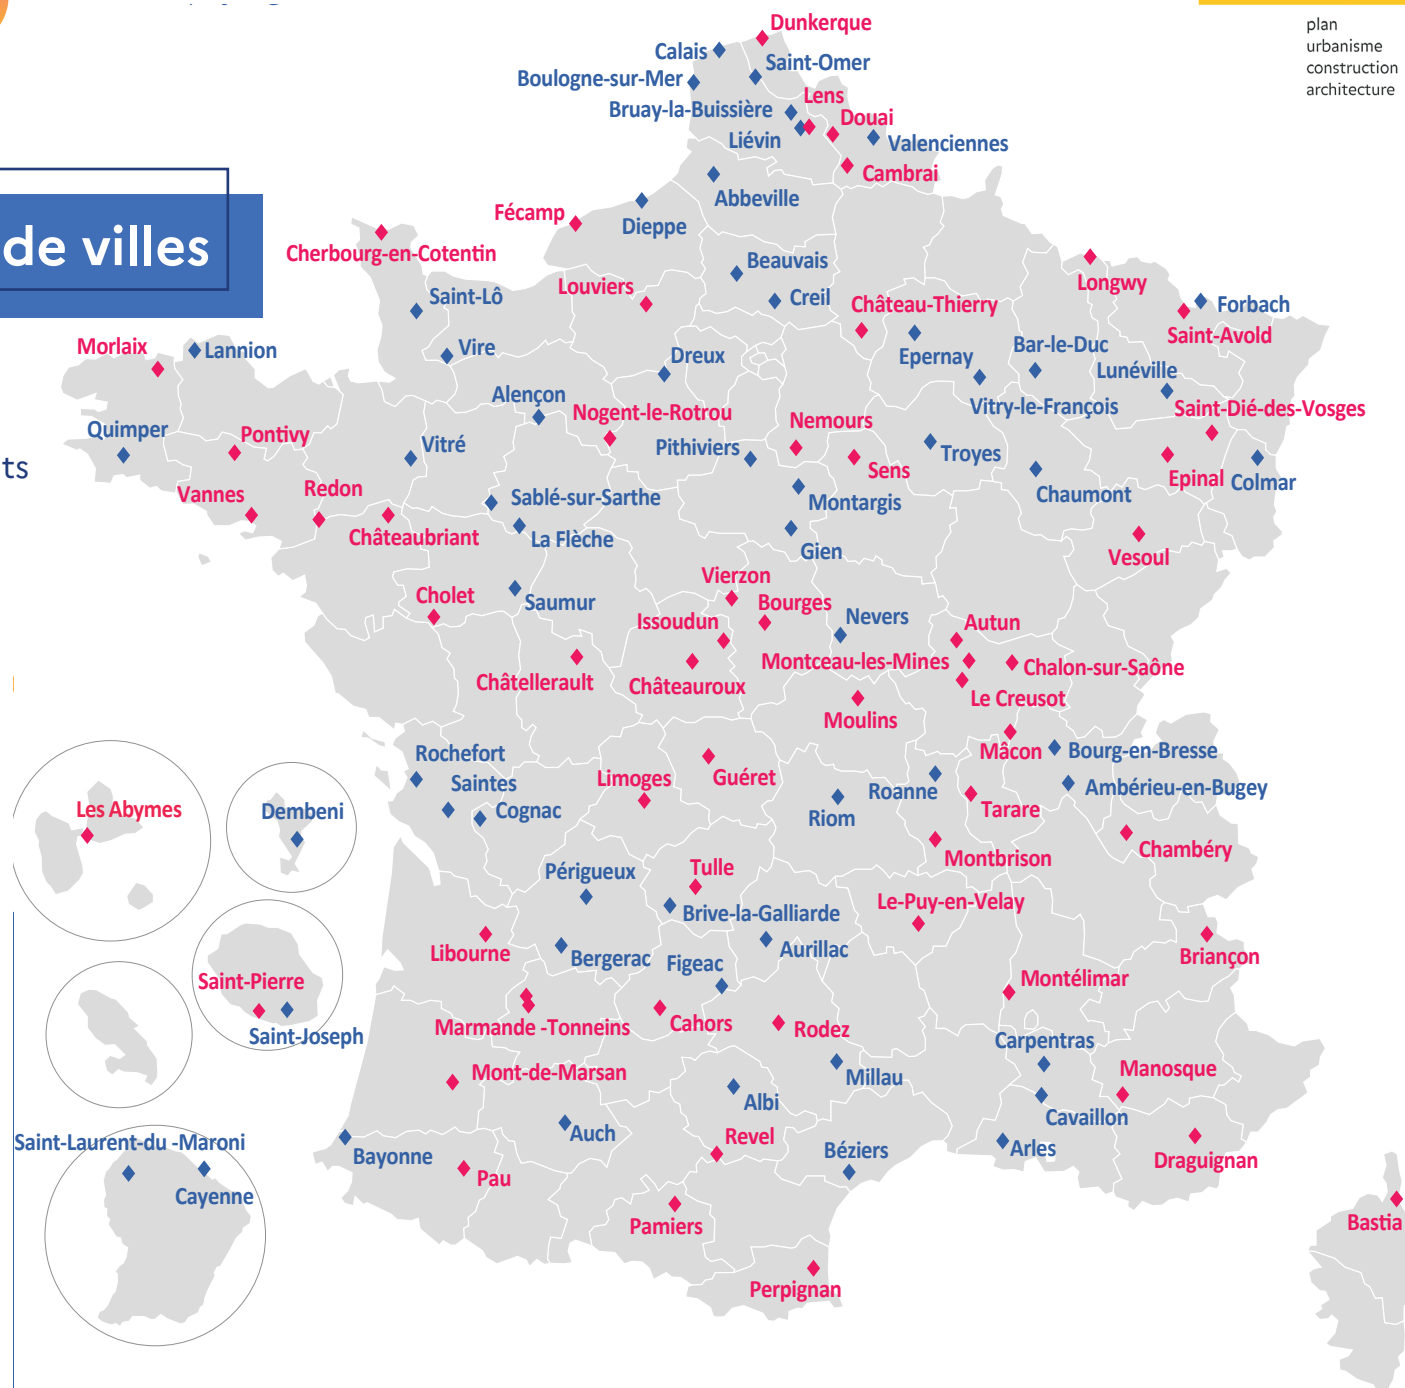 plan
urbanisme
construction
architecture
de villes
ts
Dunkerque
Calais
Saint-Omer
Boulogne-sur-Mer
Lens
Bruay-la-Buissière
Douai
Liévin
Valenciennes
Cambrai
Abbeville
Fécamp
Dieppe
Cherbourg-en-Cotentin
Beauvais
Longwy
Louviers
Saint-Lô
Creil
Château-Thierry
Forbach
Saint-Avold
Morlaix
Lannion
Vire
Dreux
Epernay
Bar-le-Duc
Lunéville
Alençon
Nogent-le-Rotrou
Vitry-le-François
Saint-Dié-des-Vosges
Nemours
Quimper
Pontivy
Vitré
Pithiviers
Troyes
Sens
Epinal
Colmar
Vannes
Redon
Sablé-sur-Sarthe
Montargis
Chaumont
Châteaubriant
La Flèche
Gien
Vesoul
Vierzon
Cholet
Saumur
Bourges
Issoudun
Nevers
Autun
Montceau-les-Mines
Chalon-sur-Saône
Châtellerault
Châteauroux
Le Creusot
Moulins
Mâcon
Bourg-en-Bresse
Rochefort
Saintes
Limoges
Guéret
Roanne
Ambérieu-en-Bugey
Cognac
Riom
Tarare
Les Abymes
Dembeni
Montbrison
Chambéry
Périgueux
Tulle
Le-Puy-en-Velay
Brive-la-Galliarde
Libourne
Bergerac
Figeac
Aurillac
Briançon
Saint-Pierre
Montélimar
Saint-Joseph
Marmande -Tonneins
Cahors
Rodez
Carpentras
Mont-de-Marsan
Millau
Manosque
Albi
Cavaillon
Saint-Laurent-du -Maroni
Auch
Revel
Bayonne
Béziers
Arles
Draguignan
Pau
Cayenne
Pamiers
Bastia
Perpignan